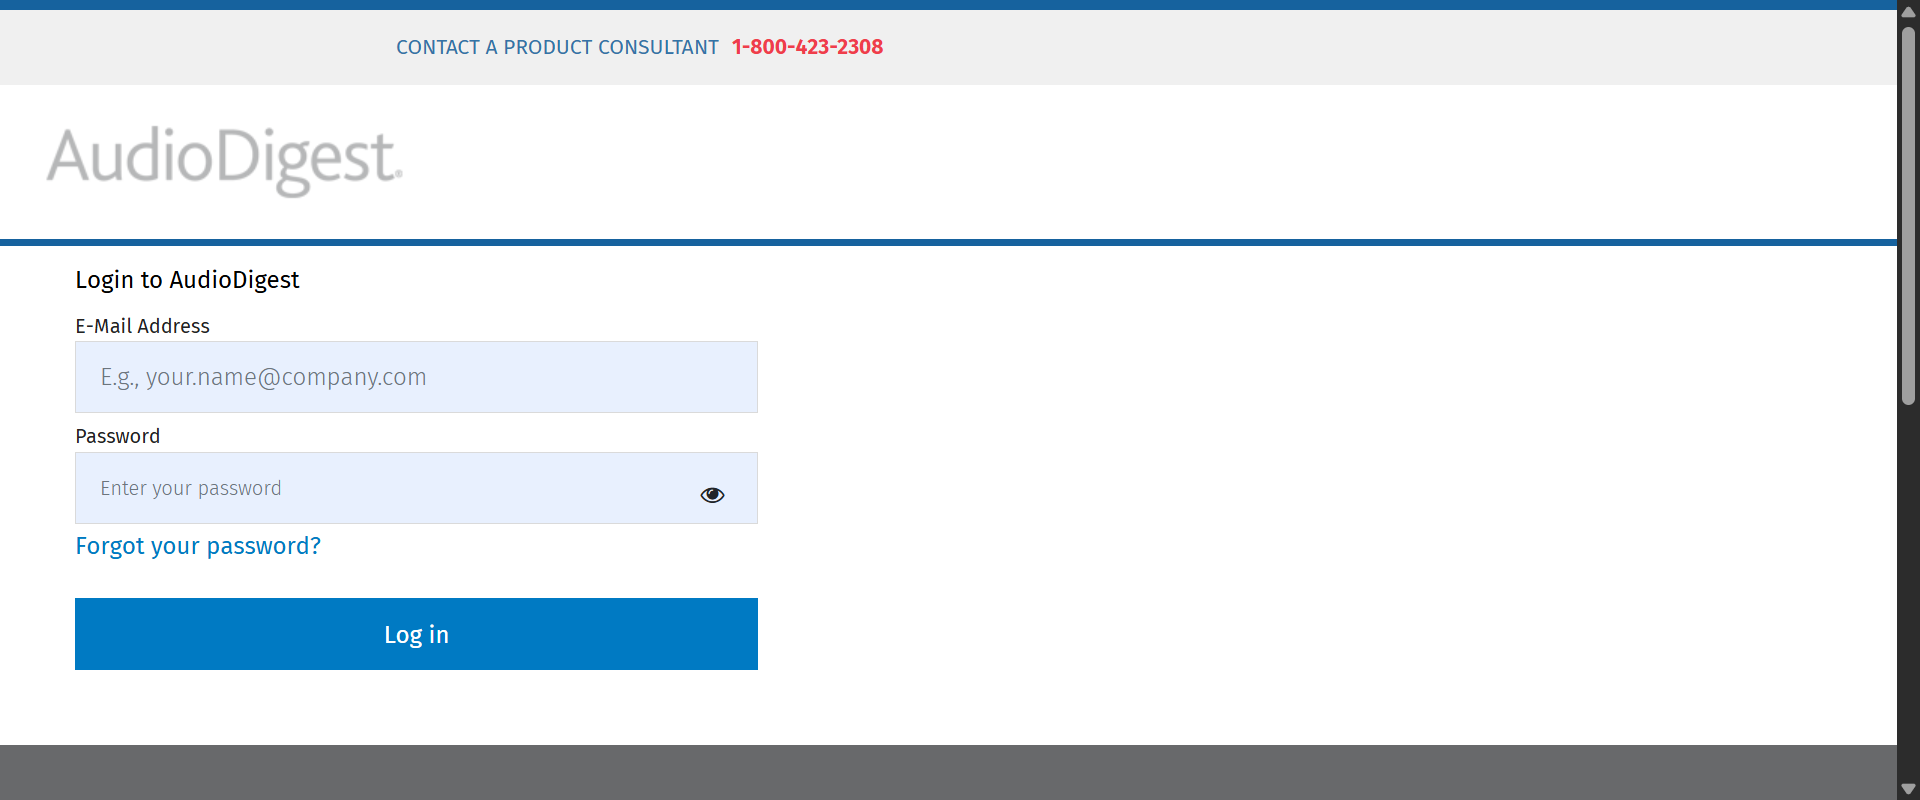 CONTACT A PRODUCT CONSULTANT 1-800-423-2308
AudioDigest®
Login to AudioDigest
E-Mail Address
E.g., your.name@company.com
Password
Enter your password
Forgot your password?
Log in